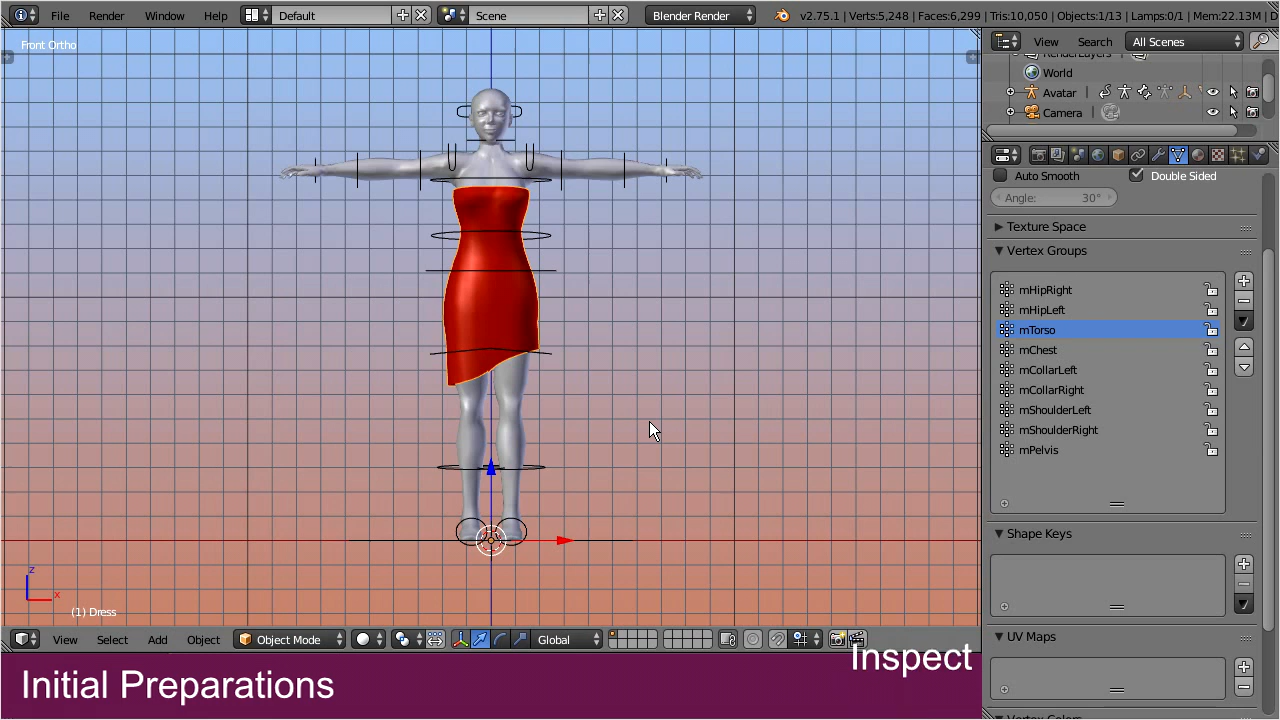 File Render Window Help Default Scene Blender Render v2.75.1 | Verts:5,248 | Faces:6,299 | Tris:10,050 | Objects:1/13 | Lamps:0/1 | Mem:22.13M | D
Front Ortho
View Search All Scenes
RenderLayers
World
Avatar
Camera
Auto Smooth Double Sided
Angle: 30°
Texture Space
Vertex Groups
mHipRight
mHipLeft
mTorso
mChest
mCollarLeft
mCollarRight
mShoulderLeft
mShoulderRight
mPelvis
Shape Keys
z
x
(1) Dress
View Select Add Object Object Mode Global
UV Maps
Inspect
Initial Preparations